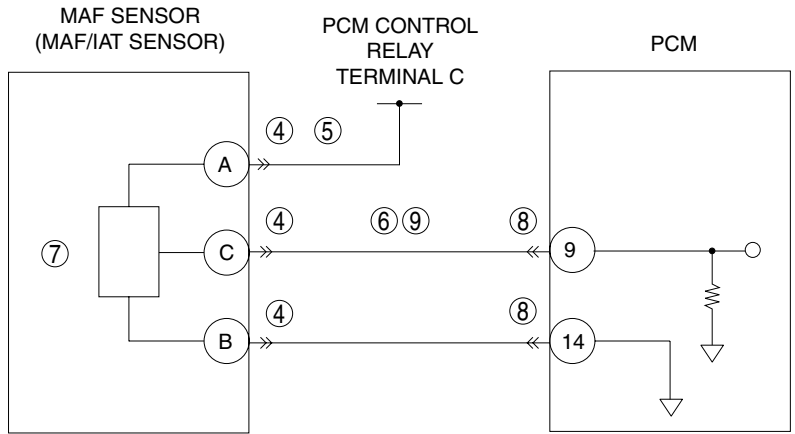 MAF SENSOR
(MAF/IAT SENSOR)
PCM CONTROL
RELAY
TERMINAL C
PCM
④ ⑤
A
④ ⑥⑨ ⑧
⑦
C
9
④ ⑧
B
14